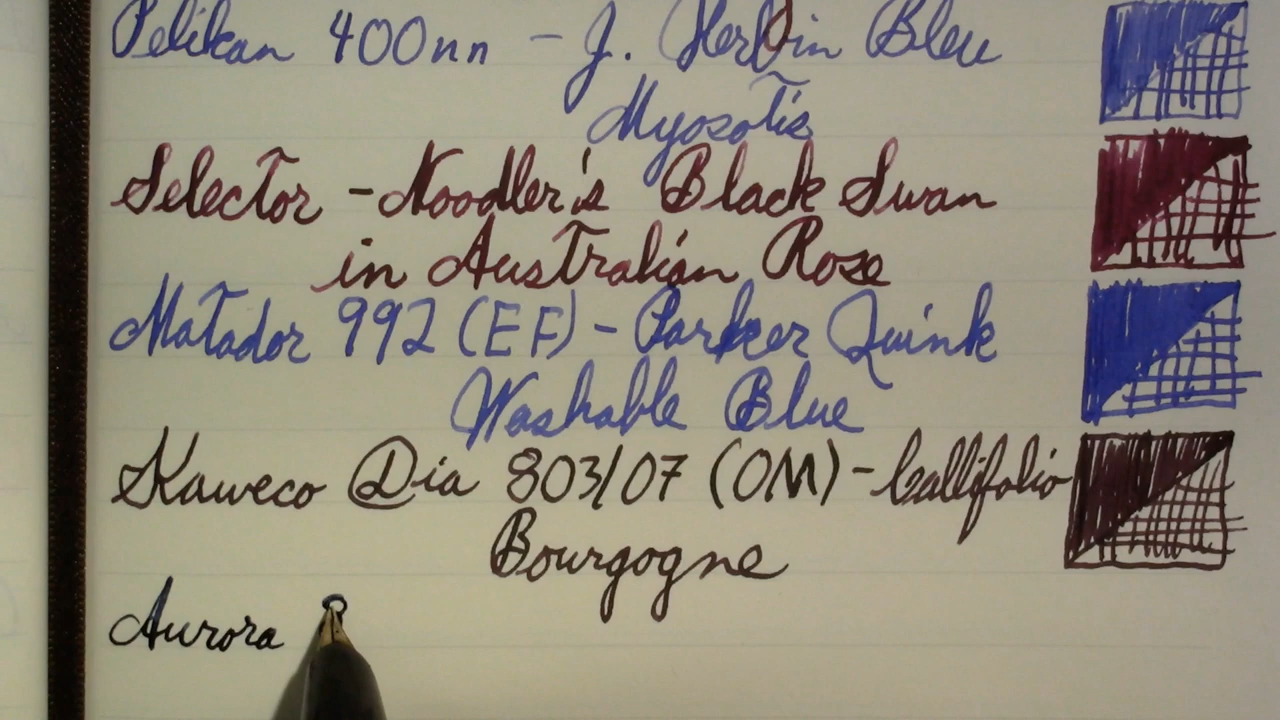 Pelikan 400nn - J. Herbin Bleu
Myosotis
Selector - Noodler's Black Swan
in Australian Rose
Matador 992 (EF) - Parker Quink
Washable Blue
Kaweco Dia 803/07 (OM) - Callifolio
Bourgogne
Aurora